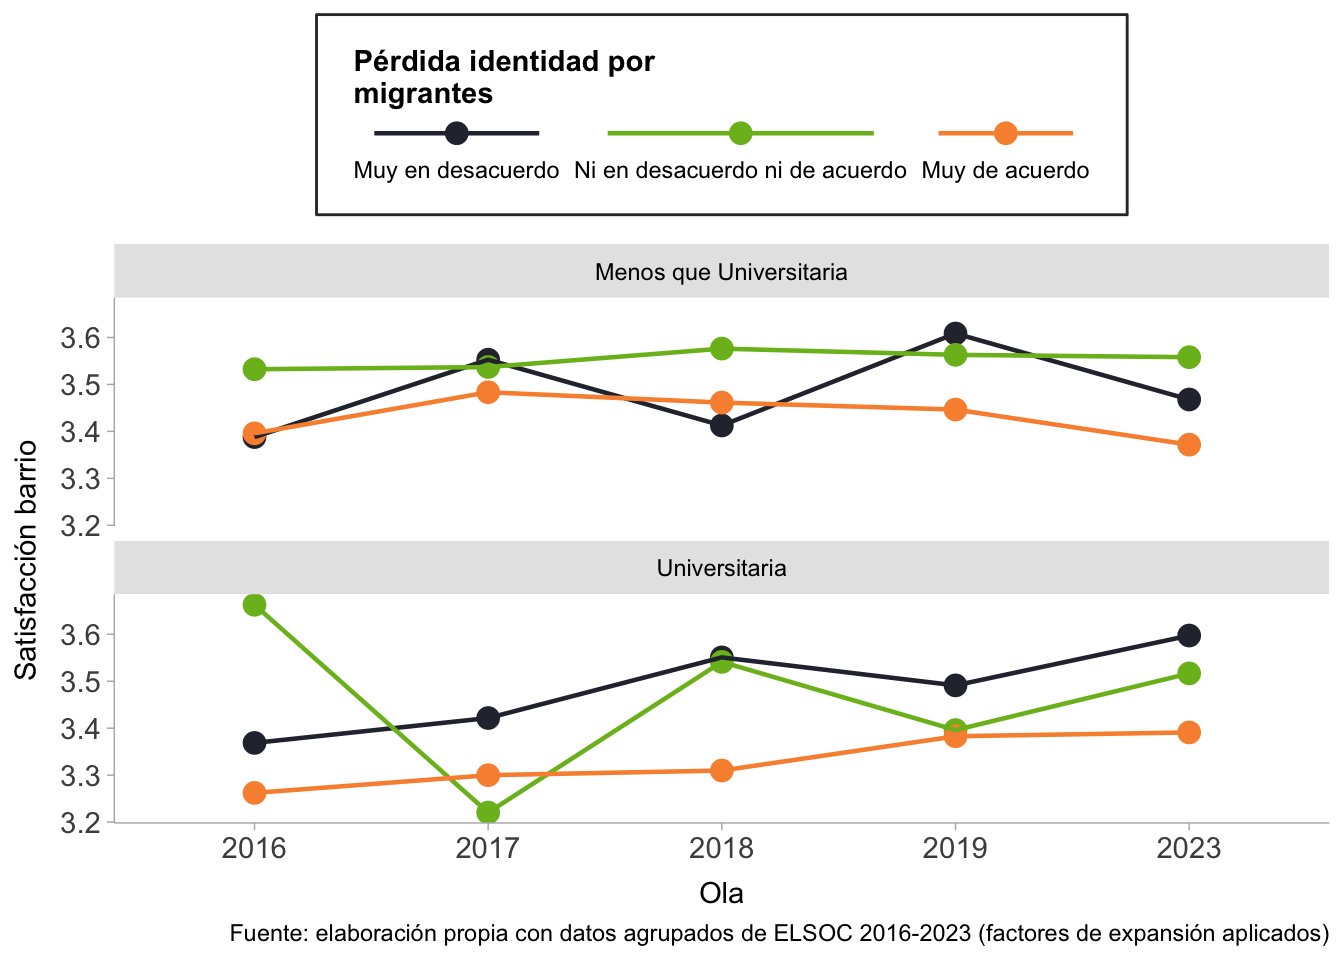 Pérdida identidad por
migrantes
Muy en desacuerdo Ni en desacuerdo ni de acuerdo Muy de acuerdo
Menos que Universitaria
3.6
3.5
3.4
3.3
3.2
Satisfacción barrio
Universitaria
3.6
3.5
3.4
3.3
3.2
2016 2017 2018 2019 2023
Ola
Fuente: elaboración propia con datos agrupados de ELSOC 2016-2023 (factores de expansión aplicados)